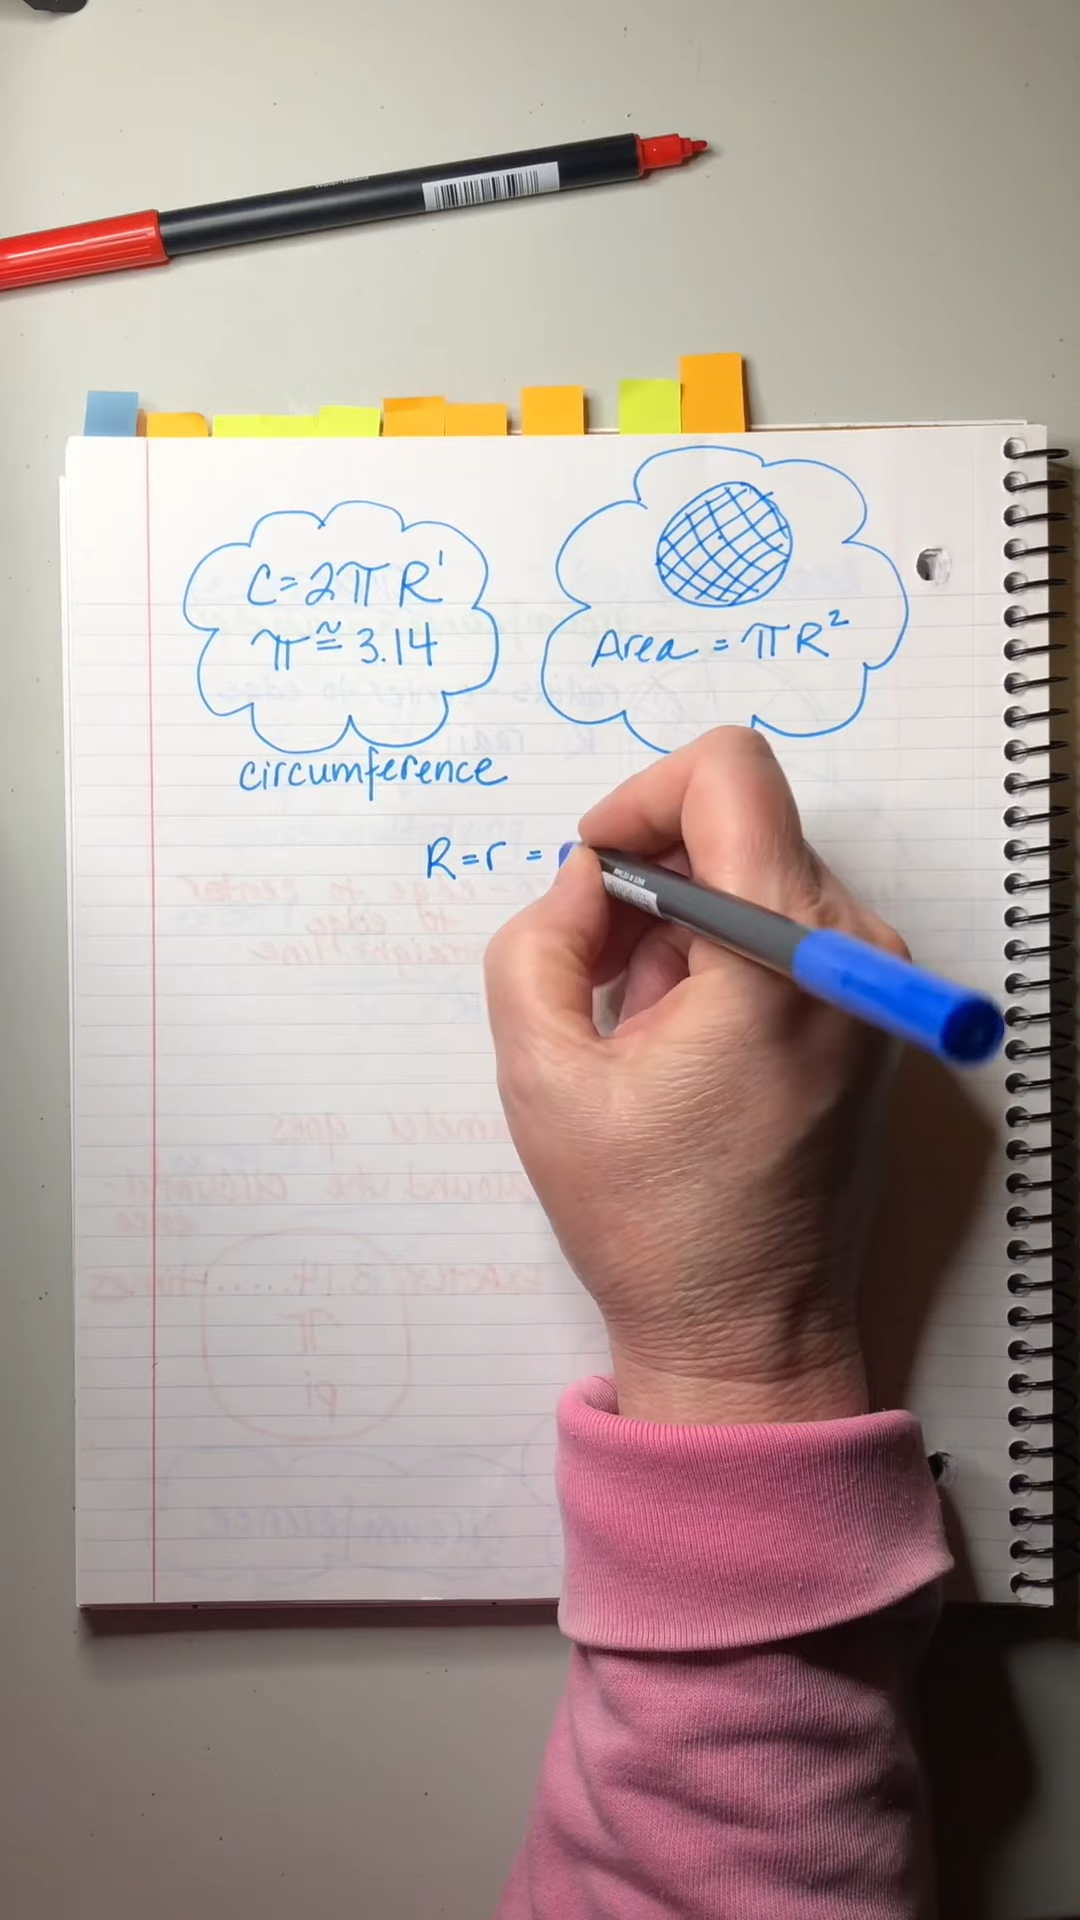 C=2πR¹
π≅3.14
circumference
Area = πR²
R=r =